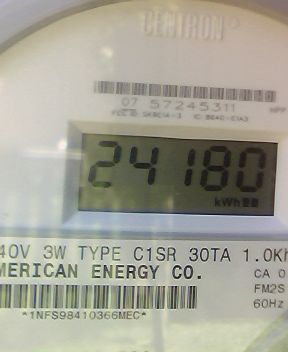 CENTRON
07 57245311
24180
kWh
40V 3W TYPE C1SR 30TA 1.0Kh
MERICAN ENERGY CO.
CA 0
FM2S
60Hz
*1NFS98410366MEC*